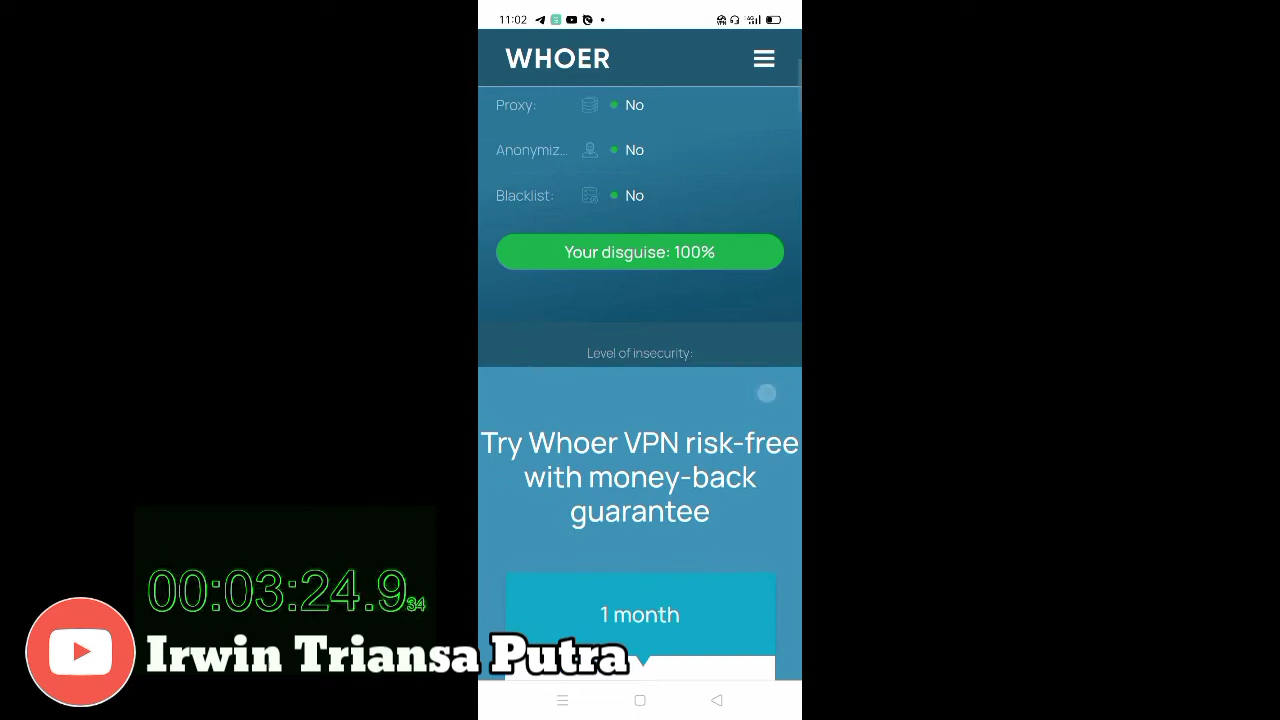 11:02
WHOER
Proxy: No
Anonymiz... No
Blacklist: No
Your disguise: 100%
Level of insecurity:
Try Whoer VPN risk-free
with money-back
guarantee
1 month
00:03:24.934
Irwin Triansa Putra